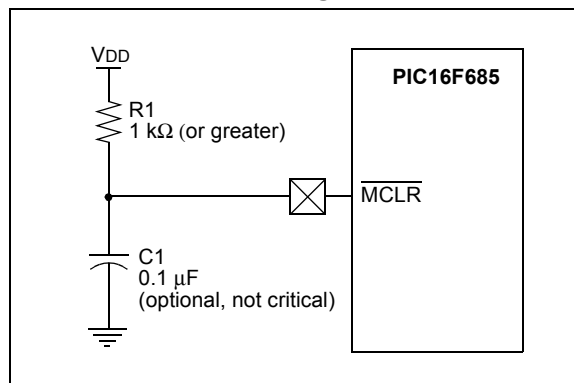 VDD
R1
1 kΩ (or greater)
C1
0.1 μF
(optional, not critical)
PIC16F685
MCLR